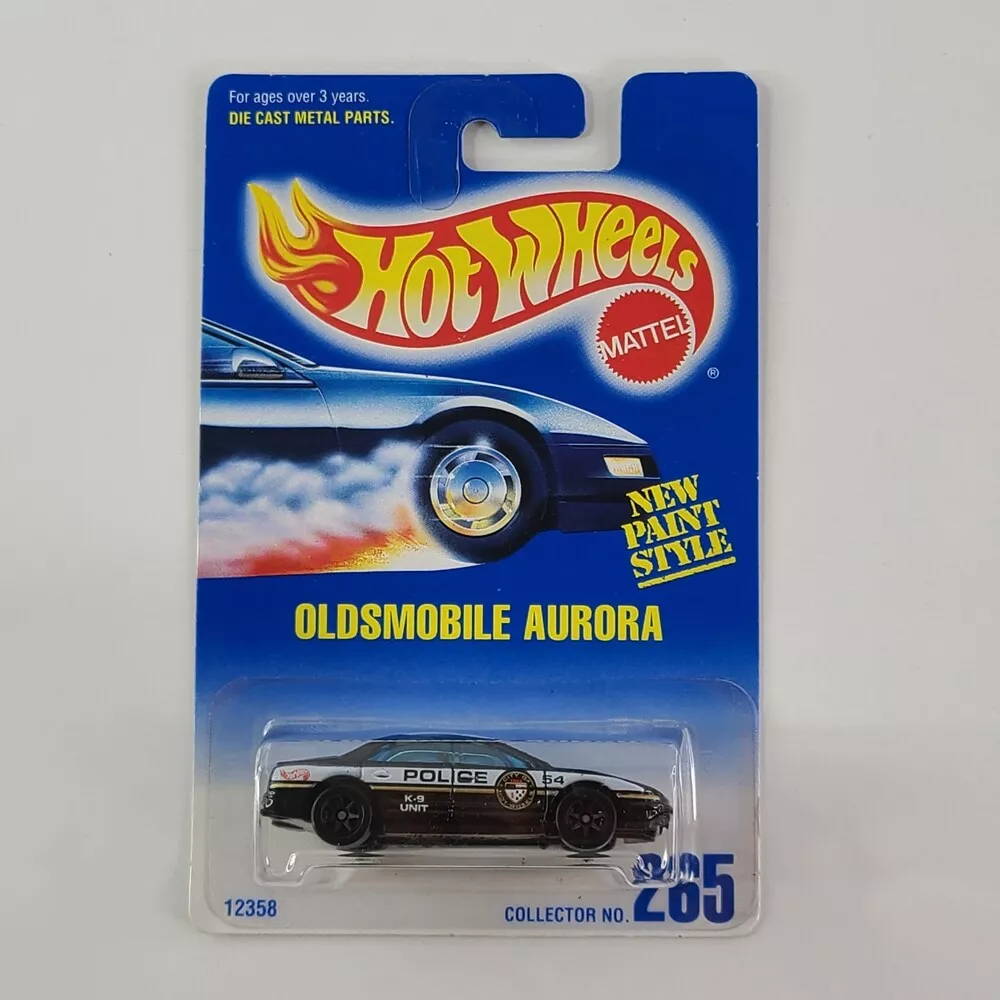 For ages over 3 years.
DIE CAST METAL PARTS.
HOT WHEELS
MATTEL
®
NEW
PAINT
STYLE
OLDSMOBILE AURORA
POLICE
54
K-9
UNIT
12358
COLLECTOR NO. 265